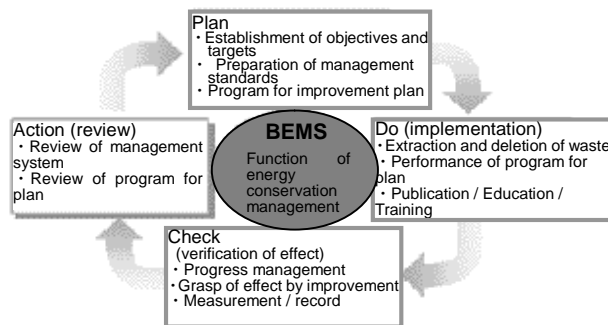 Plan
・Establishment of objectives and
targets
・ Preparation of management
standards
・Program for improvement plan
Action (review)
・Review of management
system
・Review of program for
plan
BEMS
Function of
energy
conservation
management
Do (implementation)
・Extraction and deletion of waste
・Performance of program for
plan
・Publication / Education /
Training
Check
(verification of effect)
・Progress management
・Grasp of effect by improvement
・Measurement / record